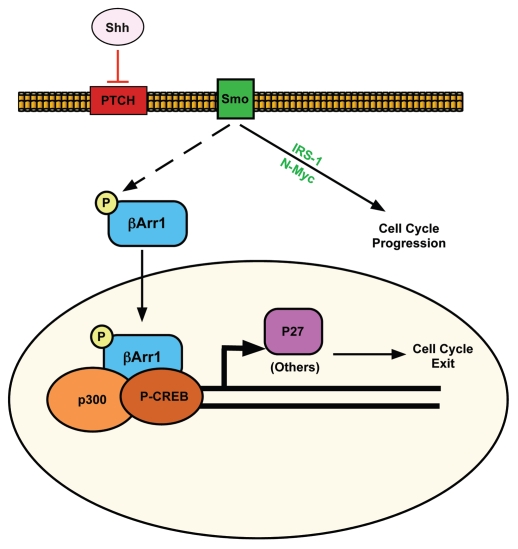 Shh
PTCH
Smo
IRS-1
N-Myc
P
βArr1
Cell Cycle
Progression
P
βArr1
p300
P-CREB
P27
(Others)
Cell Cycle
Exit